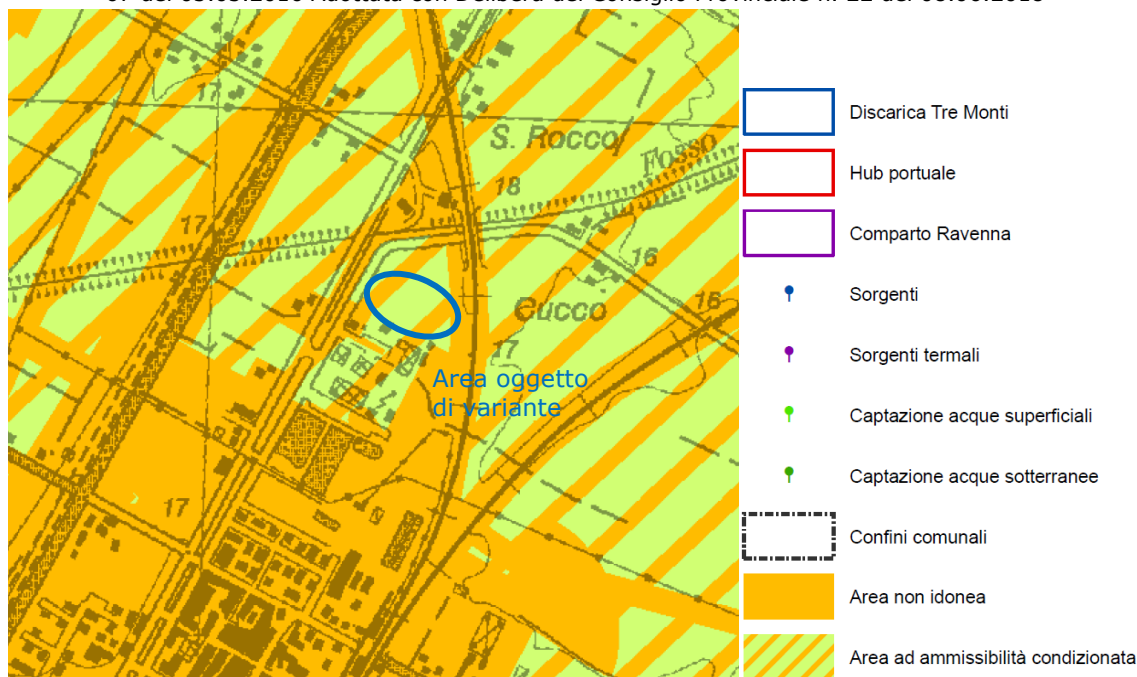 17
S. Rocco
Fosso
18
17
16
Cucco
16
17
Area oggetto
di variante
17
Discarica Tre Monti
Hub portuale
Comparto Ravenna
Sorgenti
Sorgenti termali
Captazione acque superficiali
Captazione acque sotterranee
Confini comunali
Area non idonea
Area ad ammissibilità condizionata